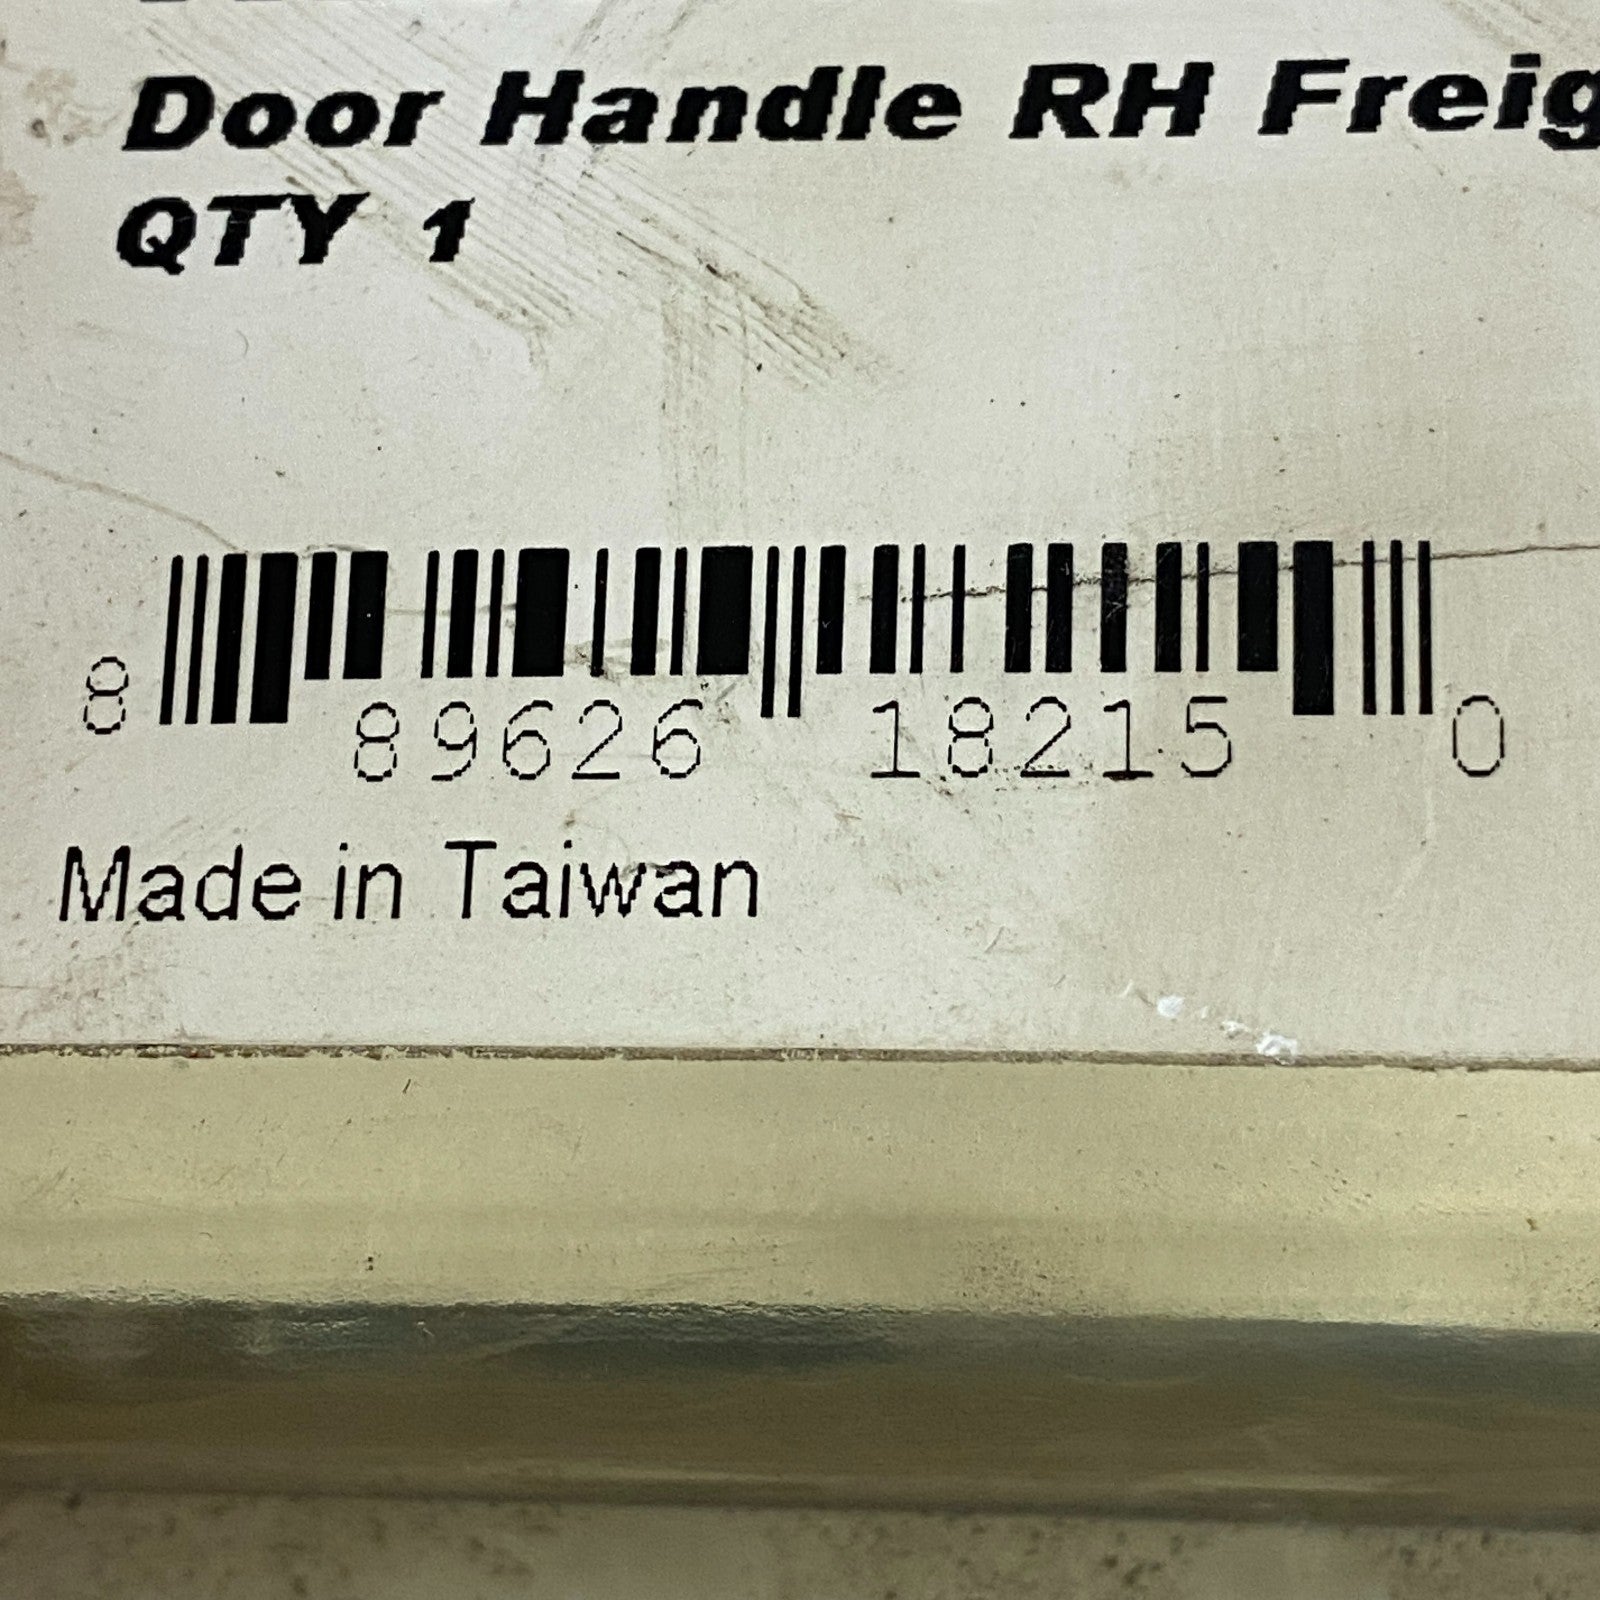 Door Handle RH Freig
QTY 1
8 89626 18215 0
Made in Taiwan